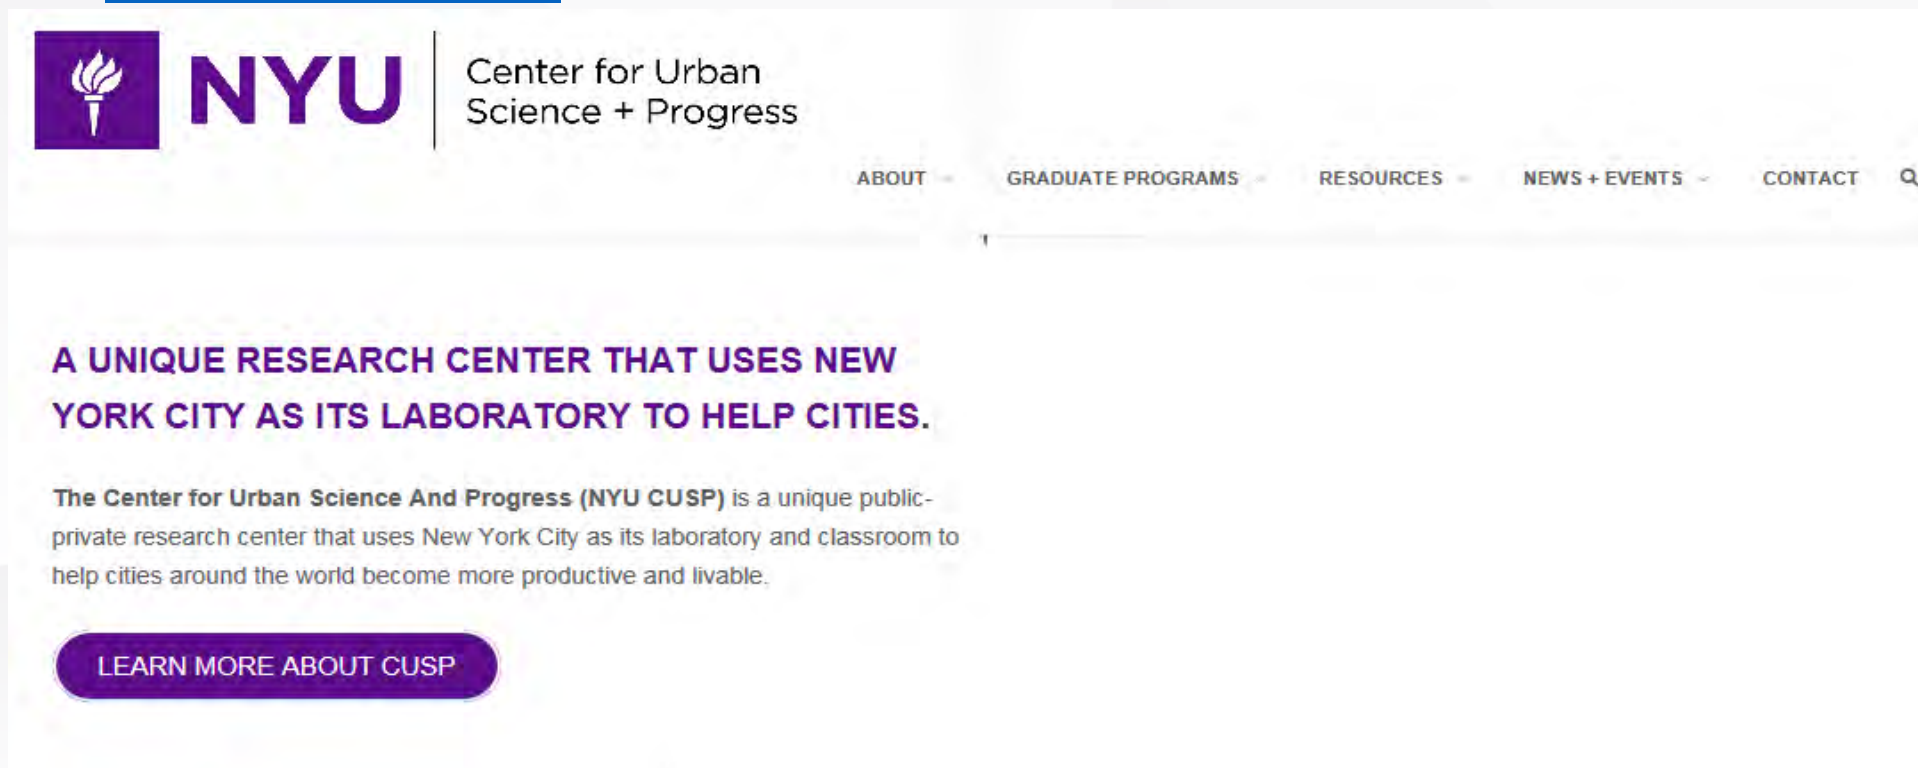 NYU
Center for Urban
Science + Progress
ABOUT GRADUATE PROGRAMS RESOURCES NEWS + EVENTS CONTACT
A UNIQUE RESEARCH CENTER THAT USES NEW
YORK CITY AS ITS LABORATORY TO HELP CITIES.
The Center for Urban Science And Progress (NYU CUSP) is a unique public-
private research center that uses New York City as its laboratory and classroom to
help cities around the world become more productive and livable.
LEARN MORE ABOUT CUSP